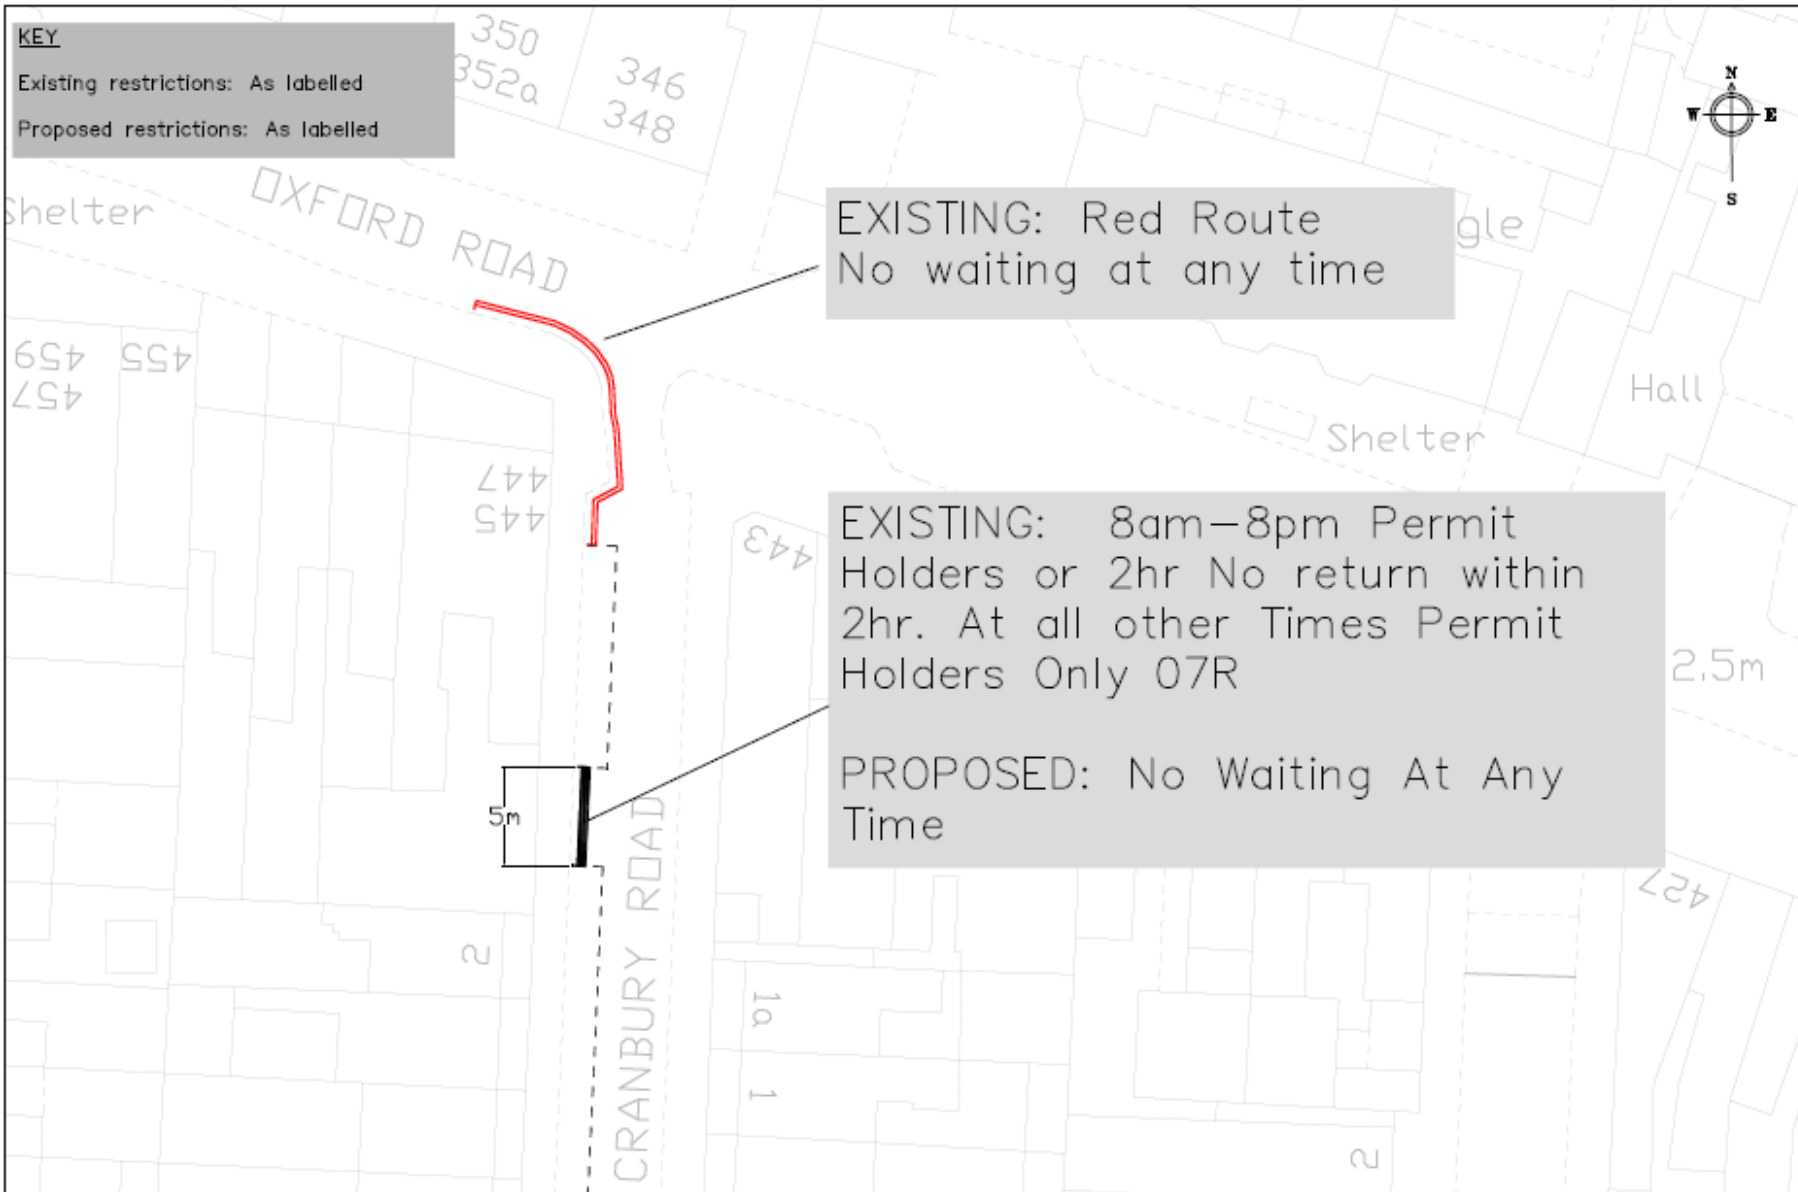 KEY
Existing restrictions: As labelled
Proposed restrictions: As labelled
350
352a
346
348
N
W E
S
OXFORD ROAD
Shelter
EXISTING: Red Route
No waiting at any time
gle
459
457
455
Hall
Shelter
447
445
443
EXISTING: 8am-8pm Permit
Holders or 2hr No return within
2hr. At all other Times Permit
Holders Only 07R
PROPOSED: No Waiting At Any
Time
2.5m
5m
CRANBURY ROAD
427
2
1a
1
2